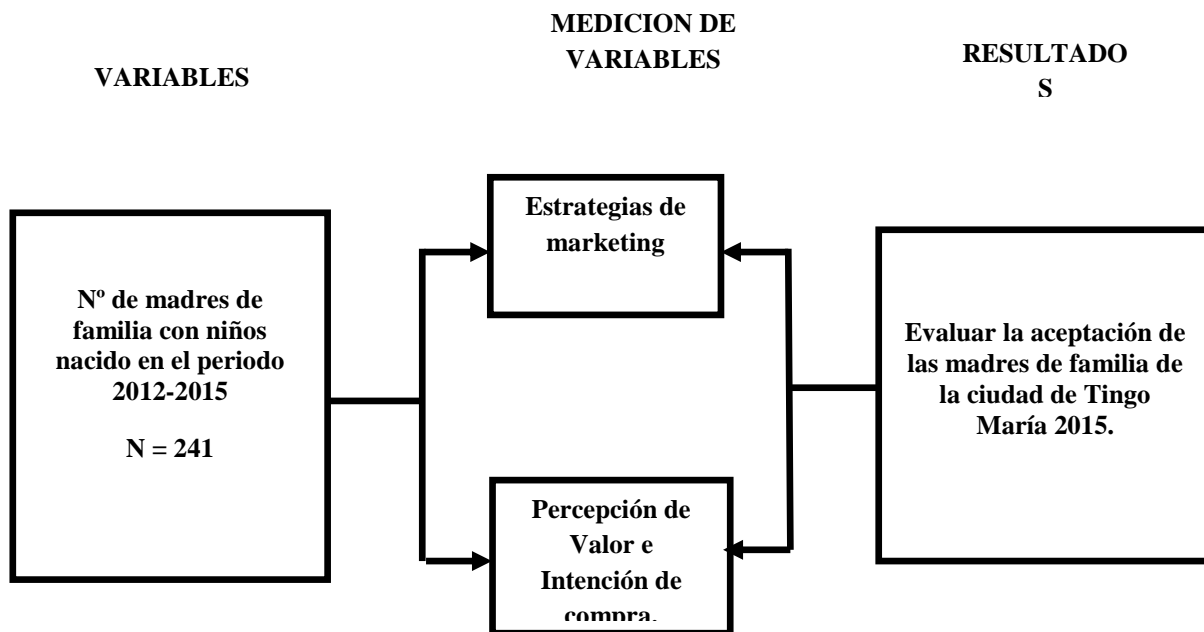 VARIABLES
MEDICION DE
VARIABLES
RESULTADO
S
Nº de madres de
familia con niños
nacido en el periodo
2012-2015
N = 241
Estrategias de
marketing
Percepción de
Valor e
Intención de
compra.
Evaluar la aceptación de
las madres de familia de
la ciudad de Tingo
María 2015.